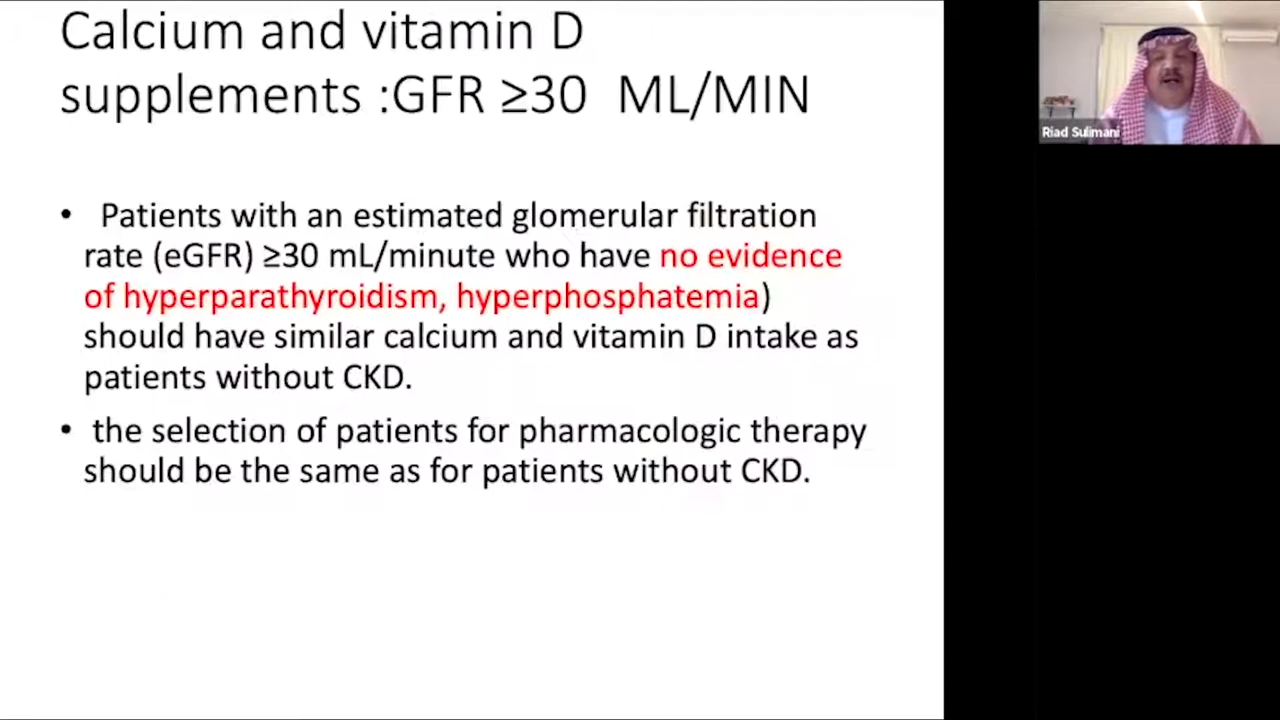 Calcium and vitamin D
supplements :GFR ≥30 ML/MIN
• Patients with an estimated glomerular filtration
rate (eGFR) ≥30 mL/minute who have no evidence
of hyperparathyroidism, hyperphosphatemia)
should have similar calcium and vitamin D intake as
patients without CKD.
• the selection of patients for pharmacologic therapy
should be the same as for patients without CKD.
Riad Sulimani